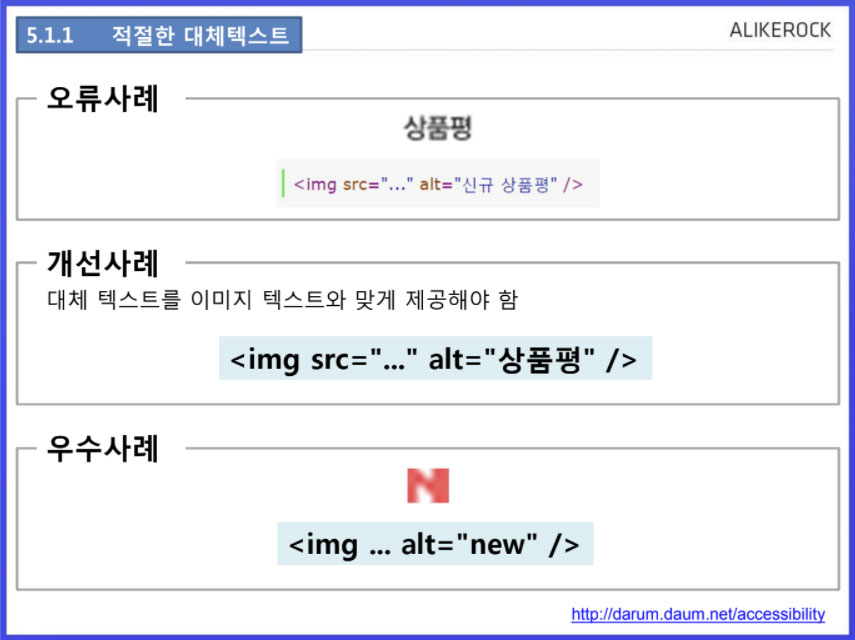 5.1.1 적절한 대체텍스트
ALIKEROCK
오류사례
상품평
<img src="..." alt="신규 상품평" />
개선사례
대체 텍스트를 이미지 텍스트와 맞게 제공해야 함
<img src="..." alt="상품평" />
우수사례
N
<img ... alt="new" />
http://darum.daum.net/accessibility